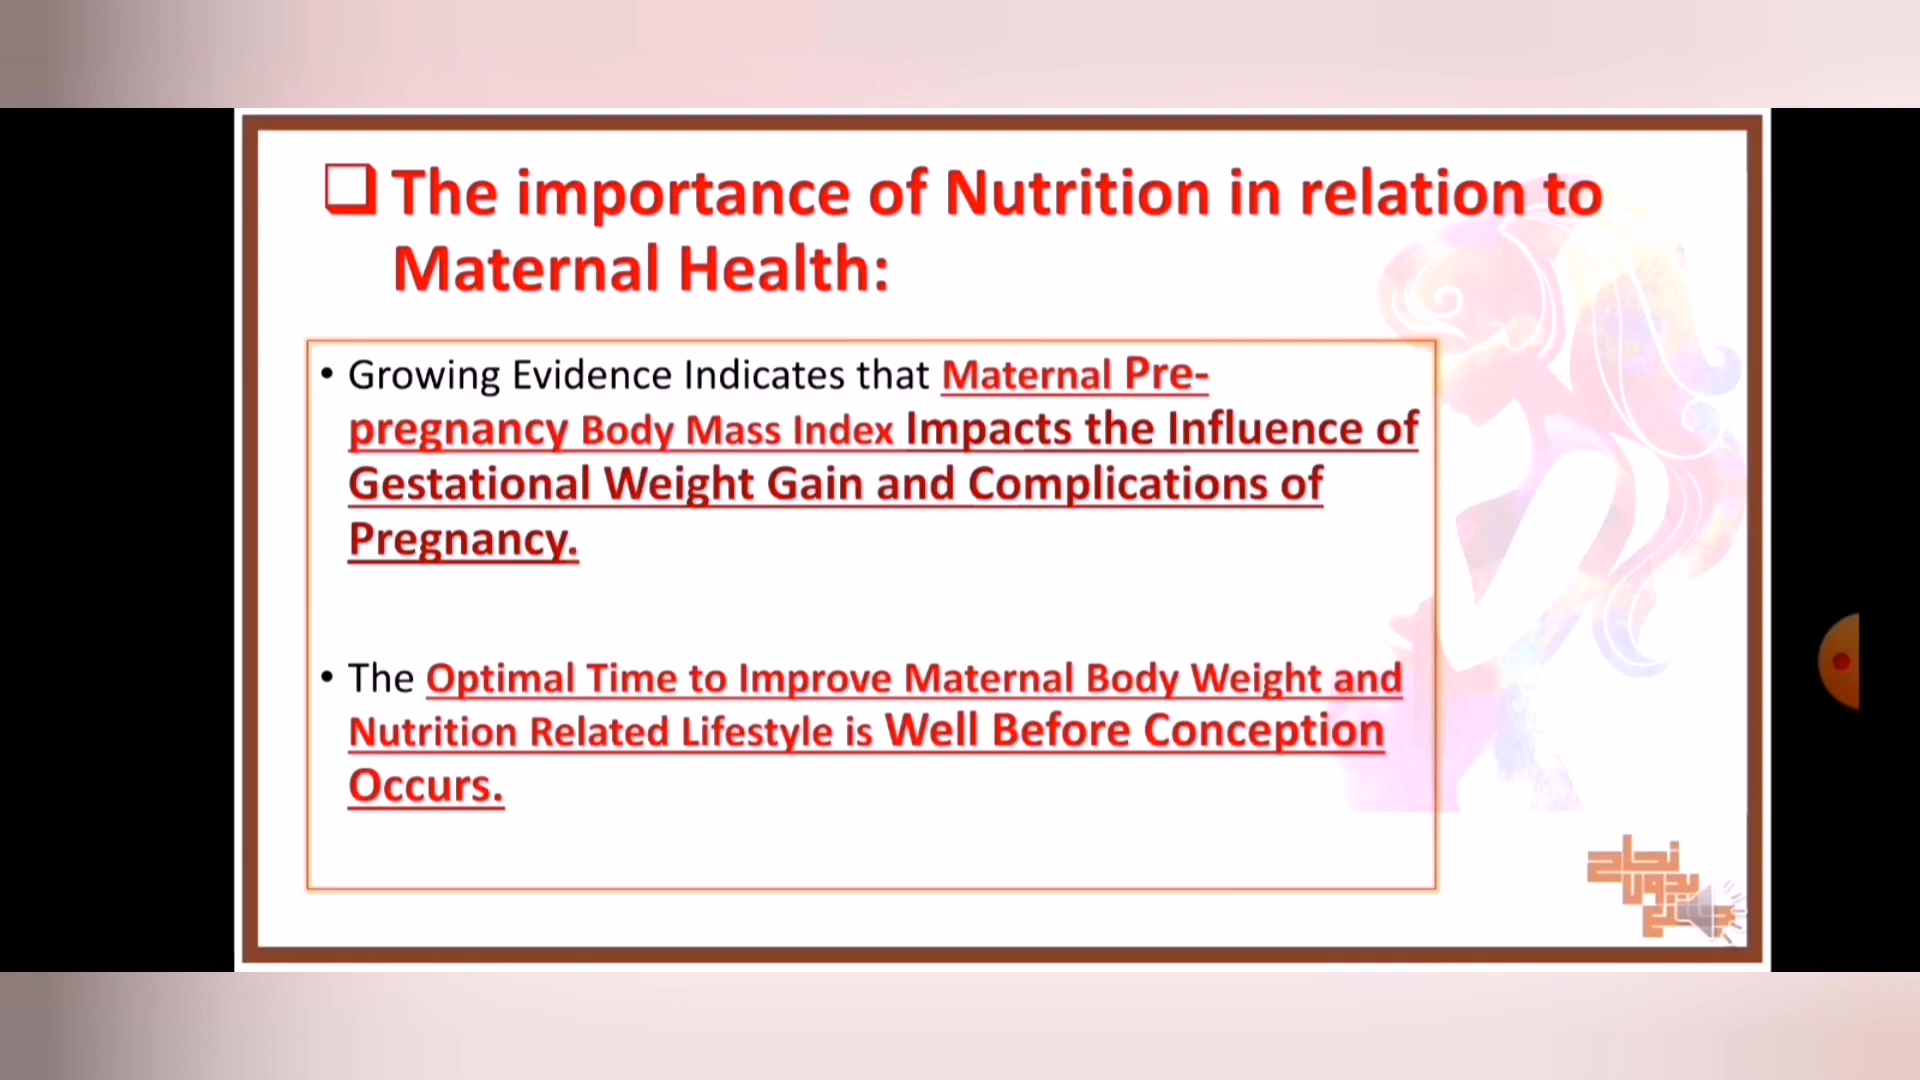 The importance of Nutrition in relation to
Maternal Health:
• Growing Evidence Indicates that Maternal Pre-
pregnancy Body Mass Index Impacts the Influence of
Gestational Weight Gain and Complications of
Pregnancy.
• The Optimal Time to Improve Maternal Body Weight and
Nutrition Related Lifestyle is Well Before Conception
Occurs.
نجاح
بدون